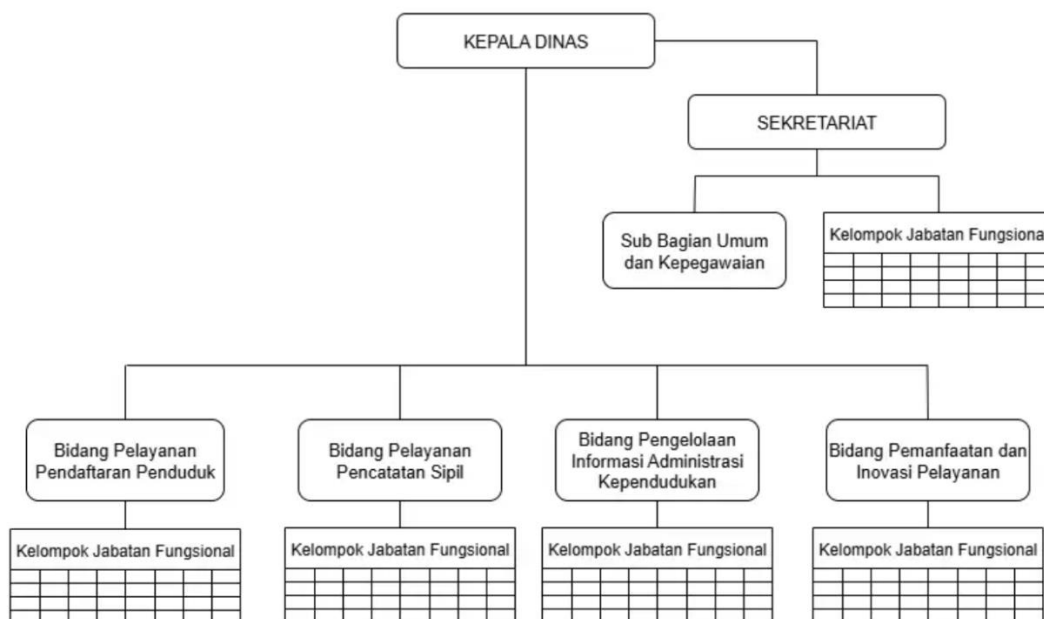 KEPALA DINAS
SEKRETARIAT
Sub Bagian Umum
dan Kepegawaian
Kelompok Jabatan Fungsional
Bidang Pelayanan
Pendaftaran Penduduk
Bidang Pelayanan
Pencatatan Sipil
Bidang Pengelolaan
Informasi Administrasi
Kependudukan
Bidang Pemanfaatan dan
Inovasi Pelayanan
Kelompok Jabatan Fungsional
Kelompok Jabatan Fungsional
Kelompok Jabatan Fungsional
Kelompok Jabatan Fungsional